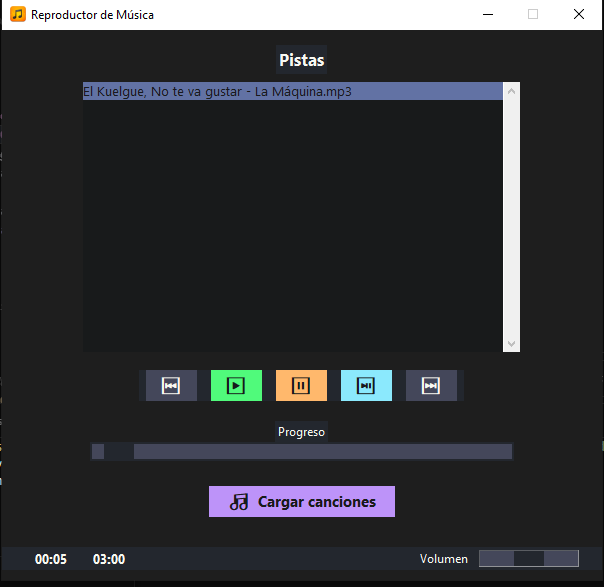 Reproductor de Música
Pistas
El Kuelgue, No te va gustar - La Máquina.mp3
Progreso
Cargar canciones
00:05 03:00 Volumen